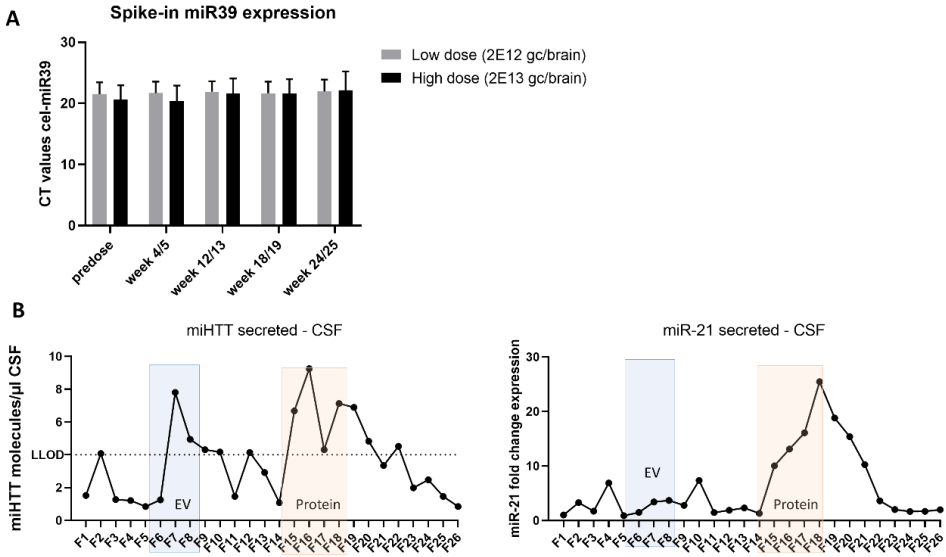 A
Spike-in miR39 expression
CT values cel-miR39
30
20
10
0
predose
week 4/5
week 12/13
week 18/19
week 24/25
Low dose (2E12 gc/brain)
High dose (2E13 gc/brain)
B
miHTT secreted - CSF
miHTT molecules/µl CSF
10
8
6
LLOD
2
0
EV
Protein
F1
F2
F3
F4
F5
F6
F7
F8
F9
F10
F11
F12
F13
F14
F15
F16
F17
F18
F19
F20
F21
F22
F23
F24
F25
F26
miR-21 secreted - CSF
miR-21 fold change expression
30
20
10
0
EV
Protein
F1
F2
F3
F4
F5
F6
F7
F8
F9
F10
F11
F12
F13
F14
F15
F16
F17
F18
F19
F20
F21
F22
F23
F24
F25
F26